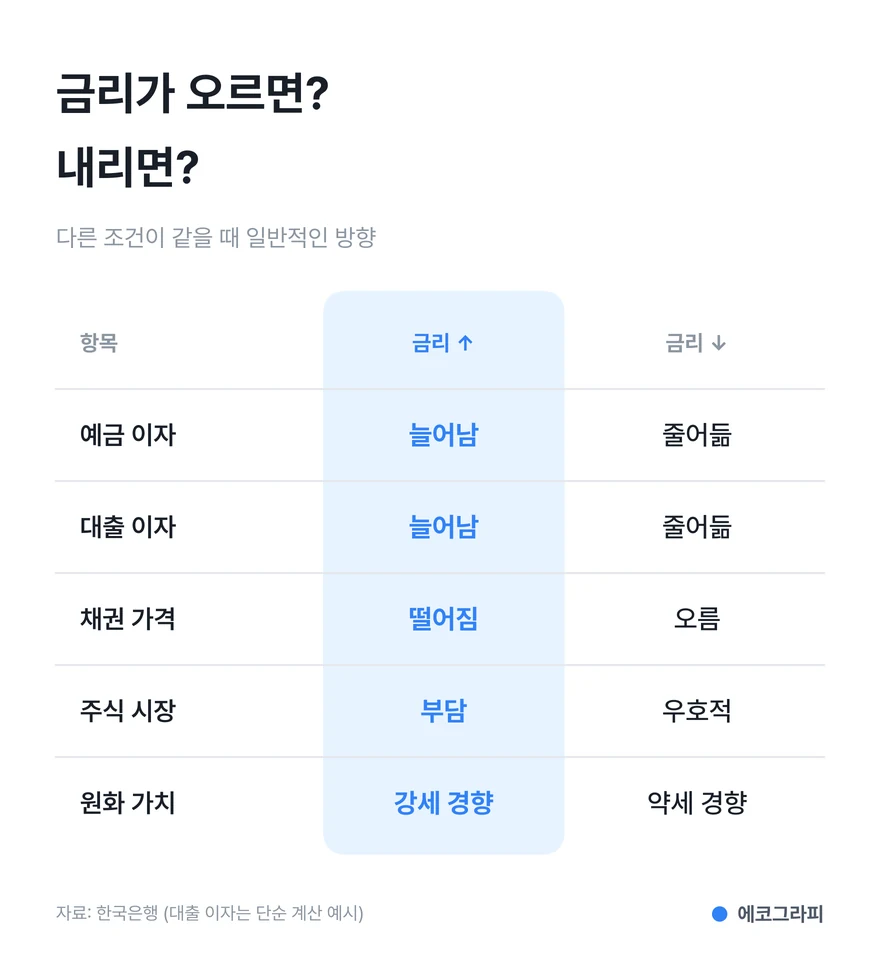 금리가 오르면?
내리면?
다른 조건이 같을 때 일반적인 방향
항목 금리 ↑ 금리 ↓
예금 이자 늘어남 줄어듦
대출 이자 늘어남 줄어듦
채권 가격 떨어짐 오름
주식 시장 부담 우호적
원화 가치 강세 경향 약세 경향
자료: 한국은행 (대출 이자는 단순 계산 예시) 에코그라피